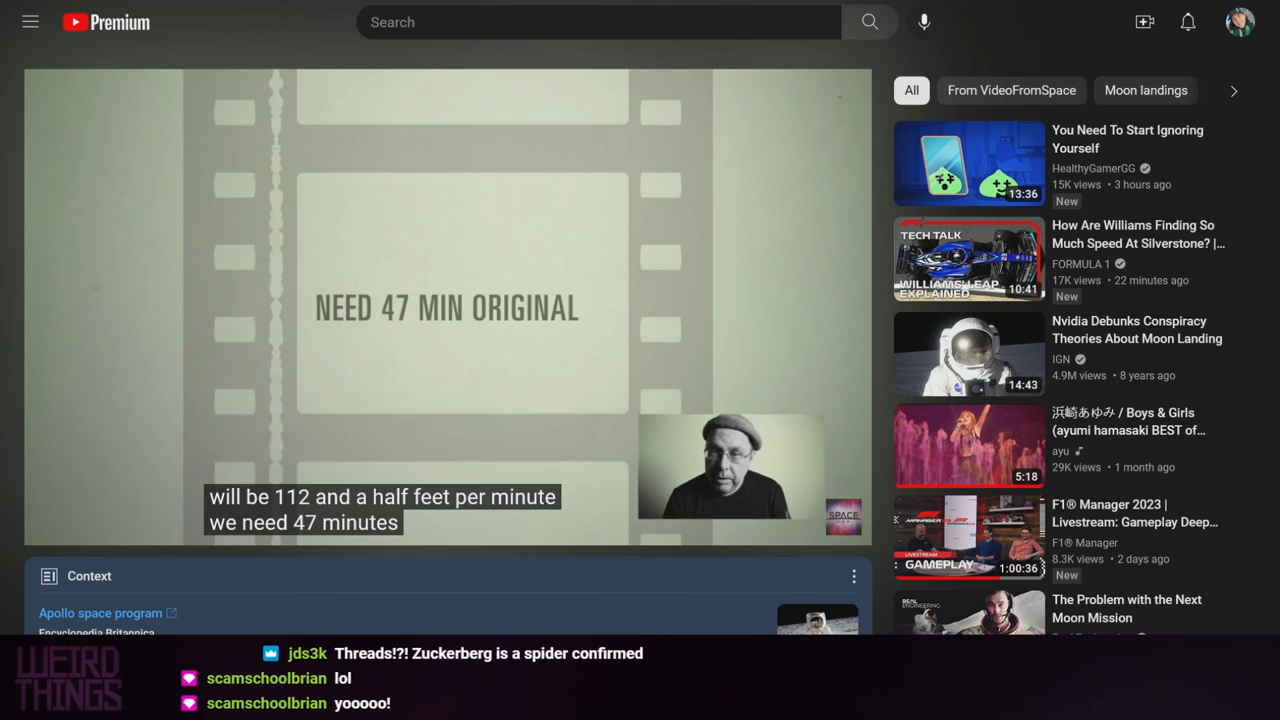 Premium
Search
All
From VideoFromSpace
Moon landings
NEED 47 MIN ORIGINAL
will be 112 and a half feet per minute
we need 47 minutes
SPACE
Context
Apollo space program
Encyclopedia Britannica
13:36
You Need To Start Ignoring
Yourself
HealthyGamerGG
15K views • 3 hours ago
New
TECH TALK
WILLIAMS' LEAP
EXPLAINED
10:41
How Are Williams Finding So
Much Speed At Silverstone? |...
FORMULA 1
17K views • 22 minutes ago
New
14:43
Nvidia Debunks Conspiracy
Theories About Moon Landing
IGN
4.9M views • 8 years ago
5:18
浜崎あゆみ / Boys & Girls
(ayumi hamasaki BEST of...
ayu
29K views • 1 month ago
MANAGER
LIVESTREAM:
GAMEPLAY
1:00:36
F1® Manager 2023 |
Livestream: Gameplay Deep...
F1® Manager
8.3K views • 2 days ago
New
REAL
ENGINEERING
The Problem with the Next
Moon Mission
WEIRD
THINGS
jds3k Threads!?! Zuckerberg is a spider confirmed
scamschoolbrian lol
scamschoolbrian yooooo!